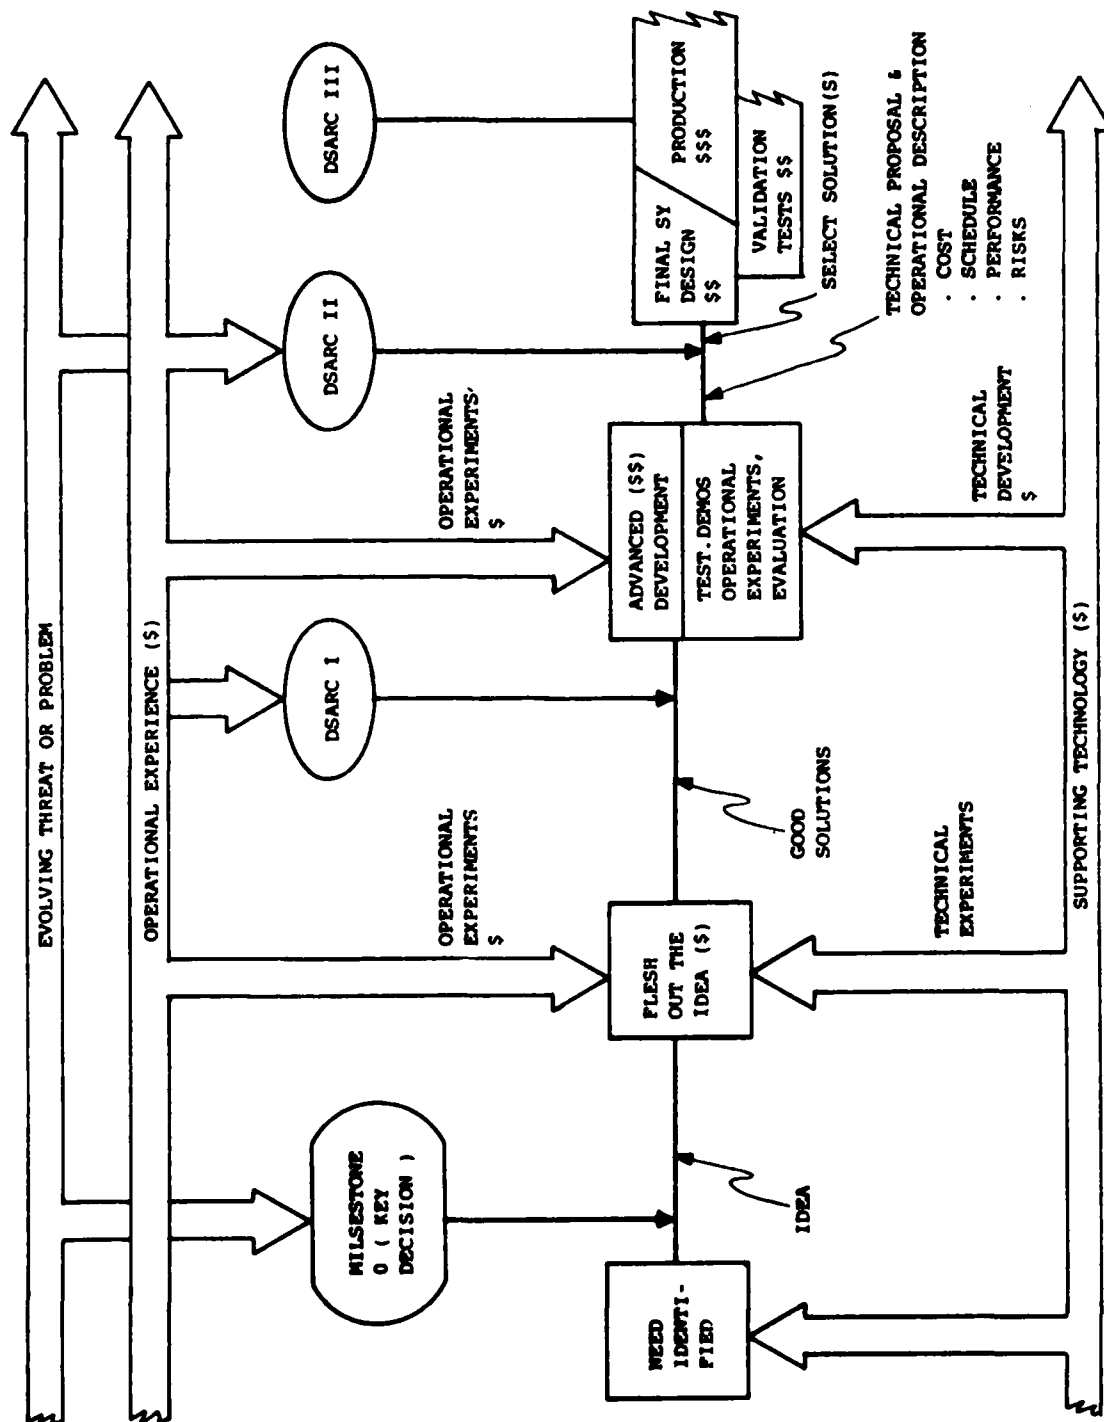 EVOLVING THREAT OR PROBLEM
OPERATIONAL EXPERIENCE ($)
MILSESTONE
0 ( KEY
DECISION )
DSARC I
DSARC II
DSARC III
OPERATIONAL
EXPERIMENTS
$
OPERATIONAL
EXPERIMENTS'
$
NEED
IDENTI-
FIED
IDEA
FLESH
OUT THE
IDEA ($)
GOOD
SOLUTIONS
ADVANCED ($$)
DEVELOPMENT
TEST.DEMOS
OPERATIONAL
EXPERIMENTS,
EVALUATION
FINAL SY
DESIGN
$$
PRODUCTION
$$$
VALIDATION
TESTS $$
SELECT SOLUTION(S)
TECHNICAL PROPOSAL &
OPERATIONAL DESCRIPTION
. COST
. SCHEDULE
. PERFORMANCE
. RISKS
TECHNICAL
EXPERIMENTS
TECHNICAL
DEVELOPMENT
$
SUPPORTING TECHNOLOGY ($)